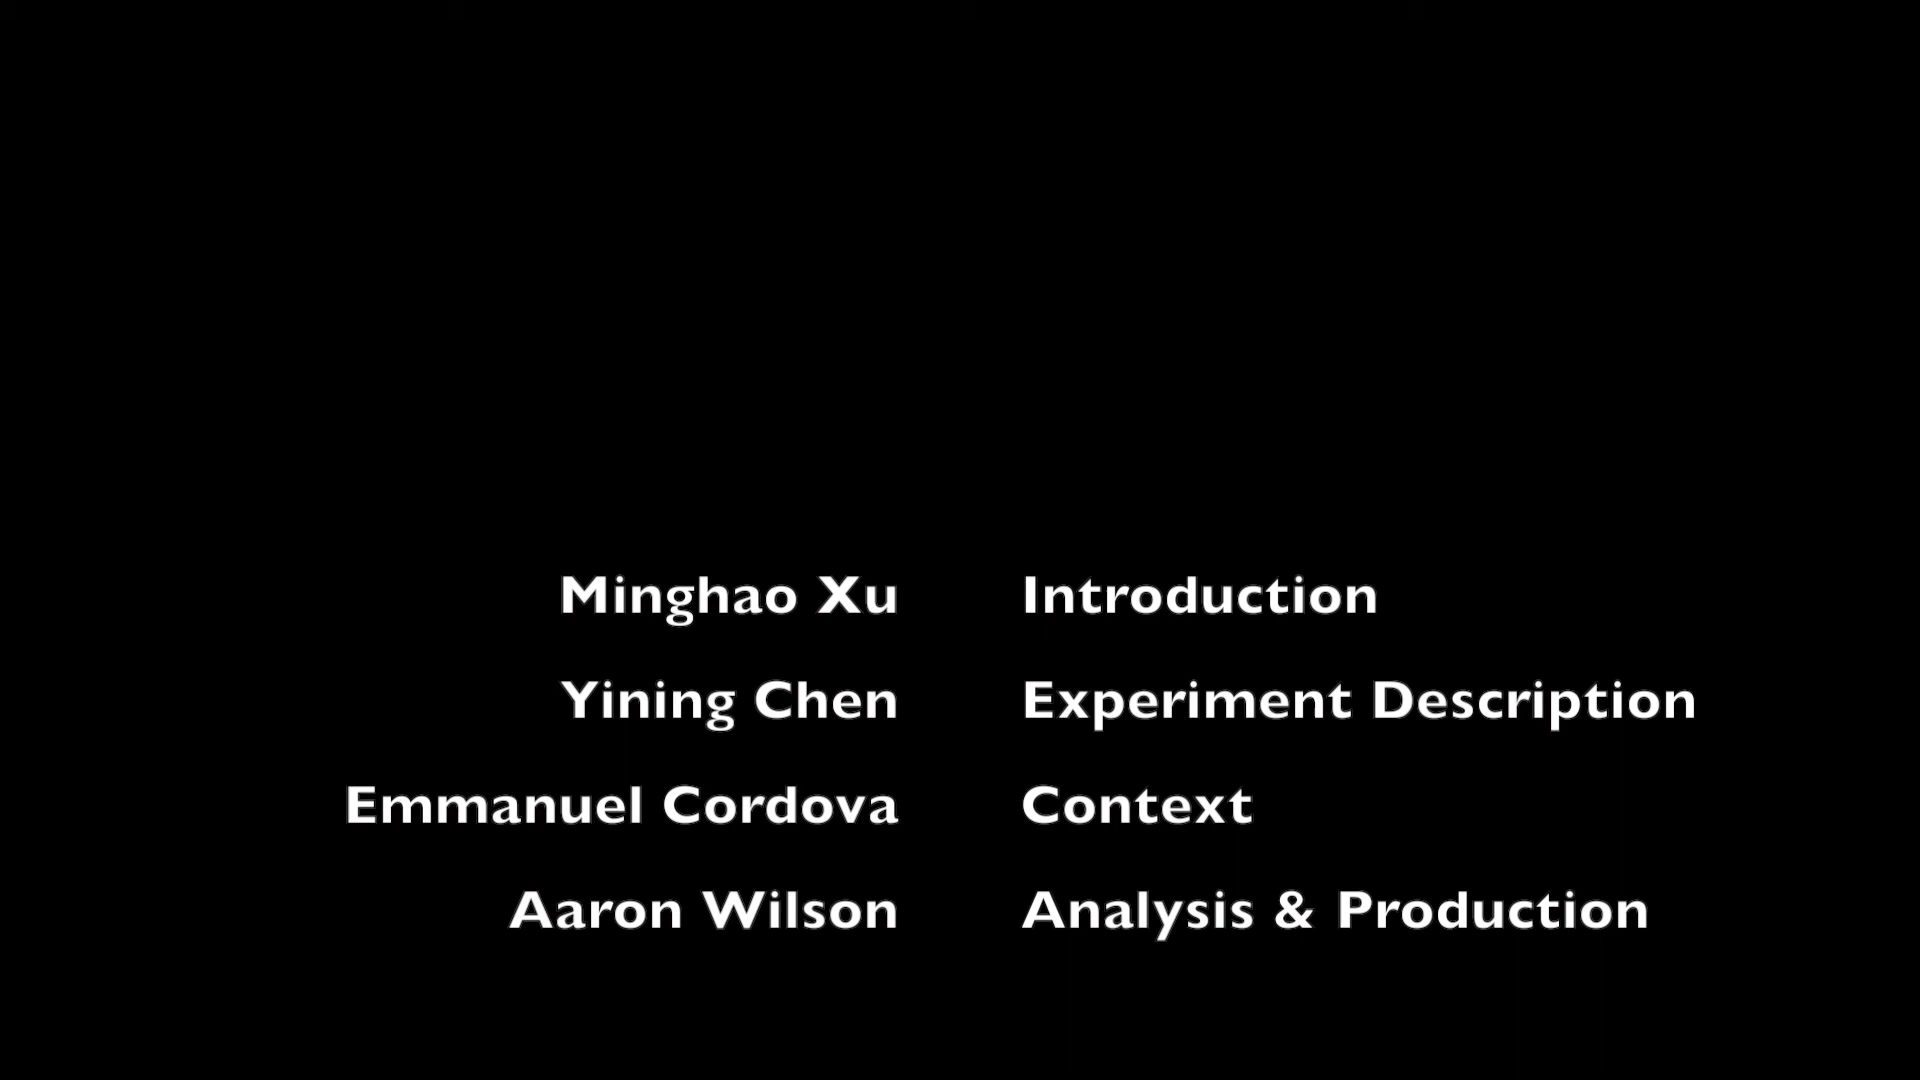 Minghao Xu Introduction
Yining Chen Experiment Description
Emmanuel Cordova Context
Aaron Wilson Analysis & Production